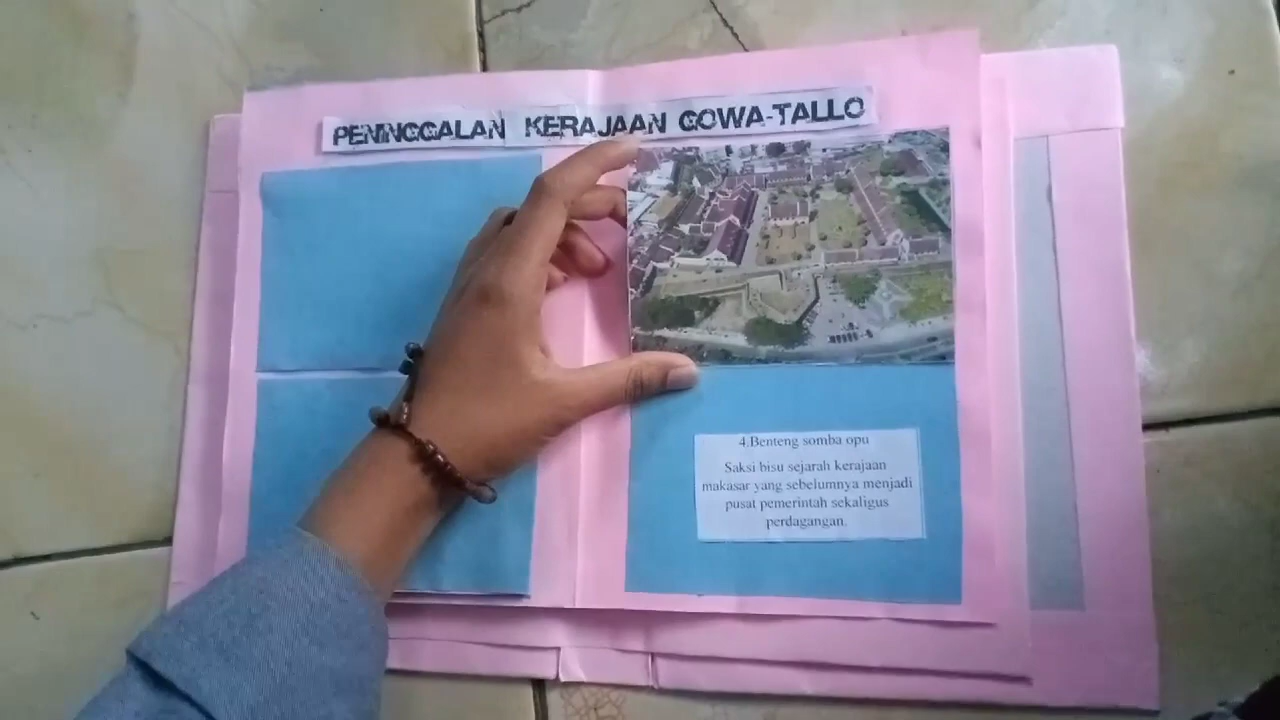 PENINGGALAN KERAJAAN GOWA-TALLO
4.Benteng somba opu
Saksi bisu sejarah kerajaan
makasar yang sebelumnya menjadi
pusat pemerintah sekaligus
perdagangan.